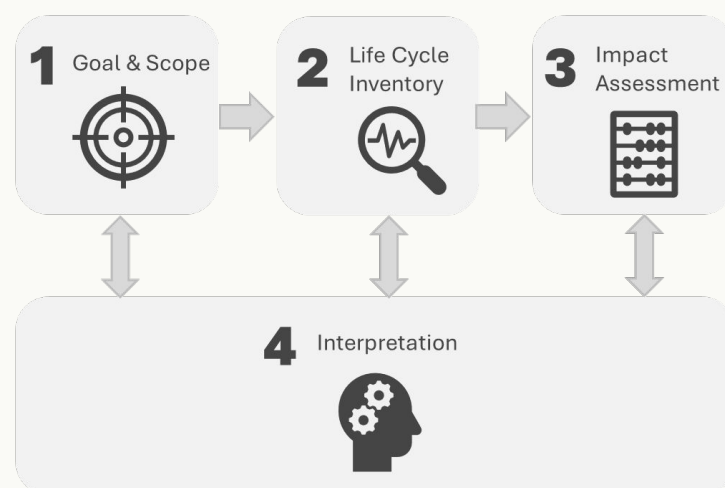 1 Goal & Scope
2 Life Cycle
Inventory
3 Impact
Assessment
4 Interpretation